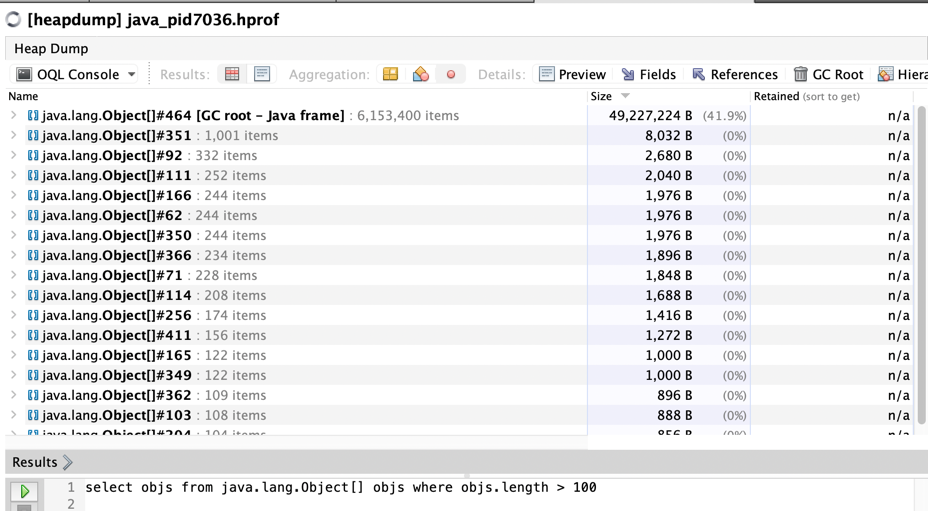 [heapdump] java_pid7036.hprof
Heap Dump
OQL Console Results: Aggregation: Details: Preview Fields References GC Root Hiera
Name Size Retained (sort to get)
java.lang.Object[]#464 [GC root – Java frame] : 6,153,400 items 49,227,224 B (41.9%) n/a
java.lang.Object[]#351 : 1,001 items 8,032 B (0%) n/a
java.lang.Object[]#92 : 332 items 2,680 B (0%) n/a
java.lang.Object[]#111 : 252 items 2,040 B (0%) n/a
java.lang.Object[]#166 : 244 items 1,976 B (0%) n/a
java.lang.Object[]#62 : 244 items 1,976 B (0%) n/a
java.lang.Object[]#350 : 244 items 1,976 B (0%) n/a
java.lang.Object[]#366 : 234 items 1,896 B (0%) n/a
java.lang.Object[]#71 : 228 items 1,848 B (0%) n/a
java.lang.Object[]#114 : 208 items 1,688 B (0%) n/a
java.lang.Object[]#256 : 174 items 1,416 B (0%) n/a
java.lang.Object[]#411 : 156 items 1,272 B (0%) n/a
java.lang.Object[]#165 : 122 items 1,000 B (0%) n/a
java.lang.Object[]#349 : 122 items 1,000 B (0%) n/a
java.lang.Object[]#362 : 109 items 896 B (0%) n/a
java.lang.Object[]#103 : 108 items 888 B (0%) n/a
Results
1 select objs from java.lang.Object[] objs where objs.length > 100
2